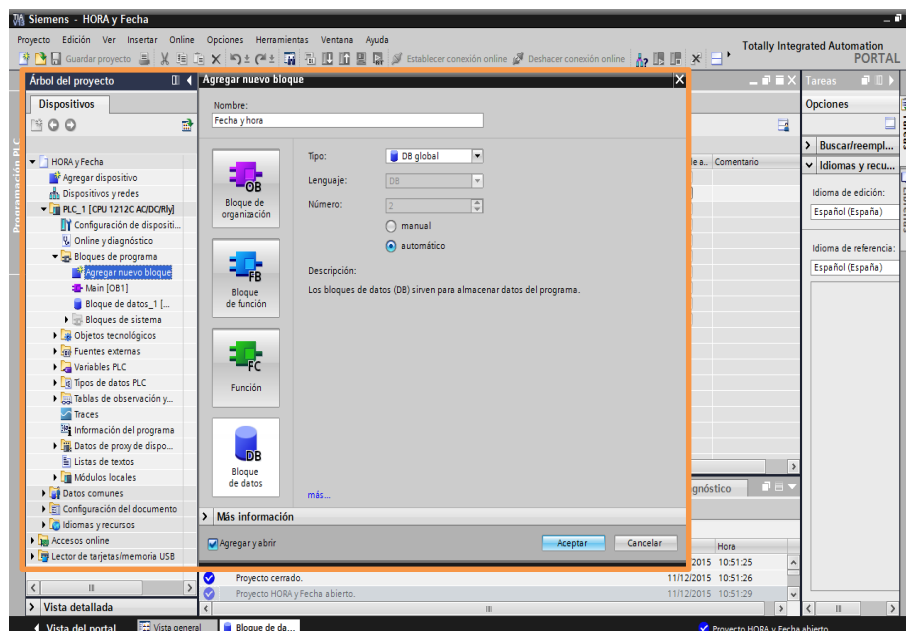 Siemens - HORA y Fecha
Proyecto Edición Ver Insertar Online Opciones Herramientas Ventana Ayuda
Totally Integrated Automation
PORTAL
Guardar proyecto Establecer conexión online Deshacer conexión online
Árbol del proyecto
Dispositivos
Programación PLC
HORA y Fecha
Agregar dispositivo
Dispositivos y redes
PLC_1 [CPU 1212C AC/DC/Rly]
Configuración de dispositi...
Online y diagnóstico
Bloques de programa
Agregar nuevo bloque
Main [OB1]
Bloque de datos_1 [...
Bloques de sistema
Objetos tecnológicos
Fuentes externas
Variables PLC
Tipos de datos PLC
Tablas de observación y...
Traces
Información del programa
Datos de proxy de dispo...
Listas de textos
Módulos locales
Datos comunes
Configuración del documento
Idiomas y recursos
Accesos online
Lector de tarjetas/memoria USB
Vista detallada
Agregar nuevo bloque
Nombre:
Fecha y hora
OB
Bloque de
organización
FB
Bloque
de función
FC
Función
DB
Bloque
de datos
Tipo: DB global
Lenguaje: DB
Número: 2
manual
automático
Descripción:
Los bloques de datos (DB) sirven para almacenar datos del programa.
más...
Más información
Agregar y abrir
Aceptar Cancelar
Comentario
Tareas
Opciones
Buscar/reempl...
Idiomas y recu...
Idioma de edición:
Español (España)
Idioma de referencia:
Español (España)
Hora
10:51:25
Proyecto cerrado. 11/12/2015 10:51:26
Proyecto HORA y Fecha abierto. 11/12/2015 10:51:29
Vista del portal Vista general Bloque de da... Proyecto HORA y Fecha abierto.